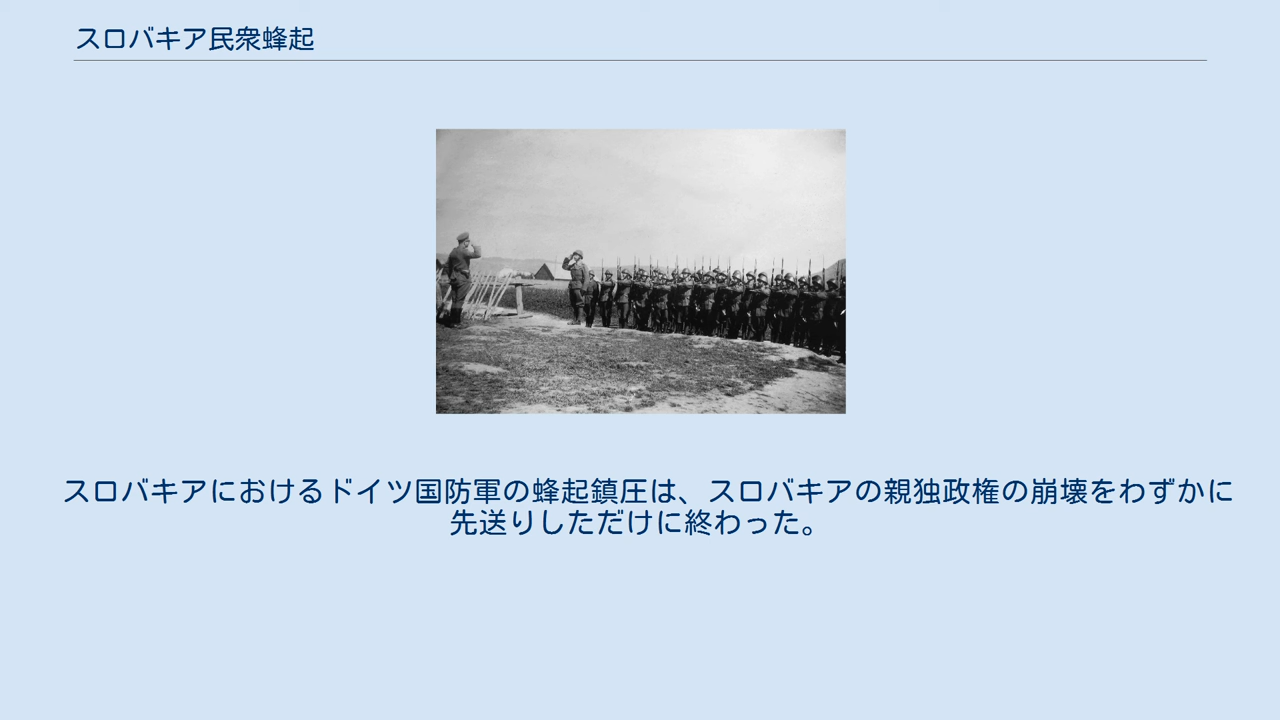 スロバキア民衆蜂起
スロバキアにおけるドイツ国防軍の蜂起鎮圧は、スロバキアの親独政権の崩壊をわずかに
先送りしただけに終わった。